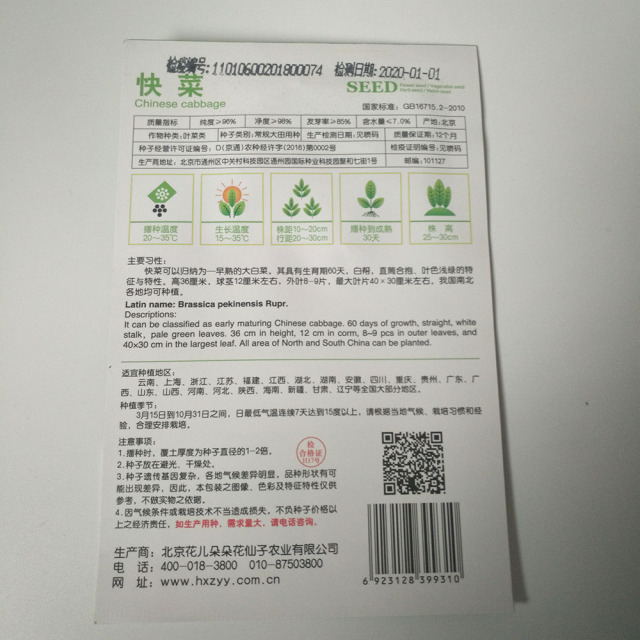 检疫编号:11010600201800074 检测日期:2020-01-01
快菜
Chinese cabbage
SEED
国家标准: GB16715.2-2010
质量指标 纯度≥96% 净度≥98% 发芽率≥85% 含水量≤7.0% 产地:北京
作物种类:叶菜类 种子类别:常规大田用种 生产检测日期:见喷码 质量保证期:12个月
种子经营许可证编号: D(京通)农种经许字(2016)第0002号 检疫证明编号:见喷码
生产商地址: 北京市通州区中关村科技园区通州园国际种业科技园聚和七街1号 邮编:101127
播种温度 20~35℃
生长温度 15~35℃
株距10~20cm 行距20~30cm
播种到成熟 30天
株高 25~30cm
主要习性:
快菜可以归纳为一早熟的大白菜。其具有生育期60天,白帮,直筒合抱、叶色浅绿的特
征与特性。高36厘米,球茎12厘米左右,外叶8-9片,最大叶片40×30厘米左右。我国南北
各地均可种植。
Latin name: Brassica pekinensis Rupr.
Descriptions:
It can be classified as early maturing Chinese cabbage. 60 days of growth, straight, white
stalk, pale green leaves. 36 cm in height, 12 cm in corm, 8~9 pcs in outer leaves, and
40x30 cm in the largest leaf. All area of North and South China can be planted.
适宜种植地区:
云南、上海、浙江、江苏、福建、江西、湖北、湖南、安徽、四川、重庆、贵州、广东、广
西、山东、山西、河南、河北、陕西、海南、新疆、甘肃、辽宁等全国大部分地区。
种植季节:
3月15日到10月31日之间,日最低气温连续7天达到15度以上,请根据当地气候、栽培习惯和经
验,合理安排栽培。
注意事项:
1.播种时,覆土厚度为种子直径的1-2倍。
2.种子放在避光、干燥处。
3.种子遗传基因复杂,各地气候差异明显,品种形状有可
能出现差异,因此,本包装之图像、色彩及特征特性仅供
参考,不做实物之依据。
4.因气候条件或栽培技术不当造成损失,不负种子价格以
上之经济责任,如生产用种,需求量大,请电话咨询。
检
合格证
生产商:北京花儿朵朵花仙子农业有限公司
电 话:400-018-3800 010-87503800
网 址:www.hxzyy.com.cn
6 923128 399310